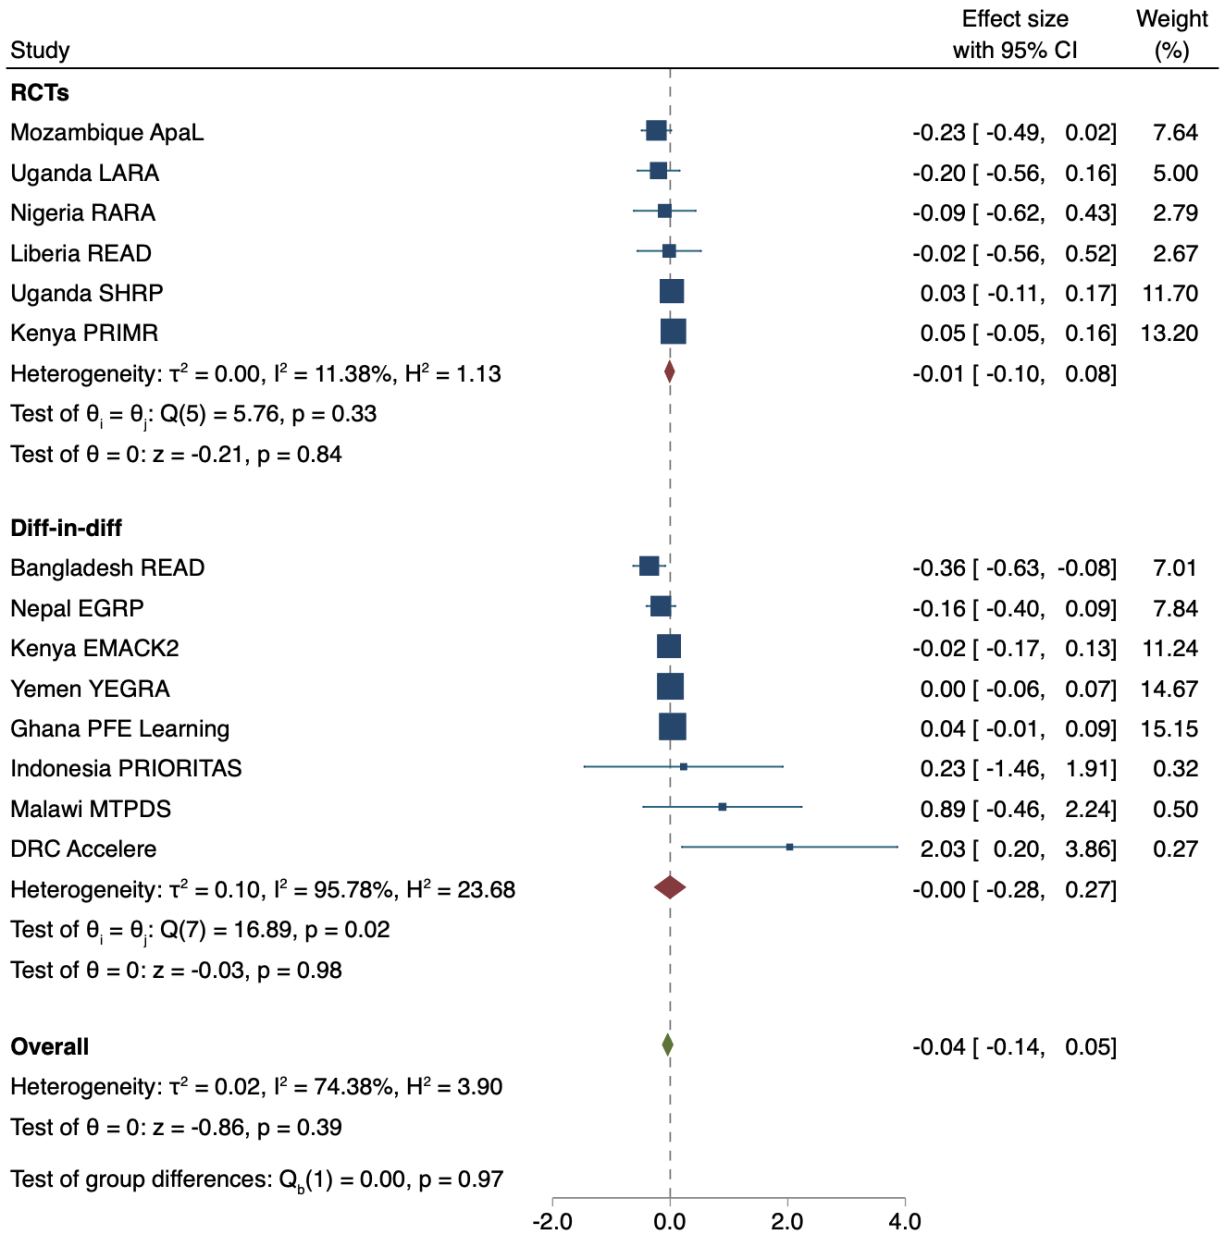 Study Effect size with 95% CI Weight (%)
RCTs
Mozambique ApaL -0.23 [ -0.49, 0.02] 7.64
Uganda LARA -0.20 [ -0.56, 0.16] 5.00
Nigeria RARA -0.09 [ -0.62, 0.43] 2.79
Liberia READ -0.02 [ -0.56, 0.52] 2.67
Uganda SHRP 0.03 [ -0.11, 0.17] 11.70
Kenya PRIMR 0.05 [ -0.05, 0.16] 13.20
Heterogeneity: τ² = 0.00, I² = 11.38%, H² = 1.13 -0.01 [ -0.10, 0.08]
Test of θᵢ = θⱼ: Q(5) = 5.76, p = 0.33
Test of θ = 0: z = -0.21, p = 0.84
Diff-in-diff
Bangladesh READ -0.36 [ -0.63, -0.08] 7.01
Nepal EGRP -0.16 [ -0.40, 0.09] 7.84
Kenya EMACK2 -0.02 [ -0.17, 0.13] 11.24
Yemen YEGRA 0.00 [ -0.06, 0.07] 14.67
Ghana PFE Learning 0.04 [ -0.01, 0.09] 15.15
Indonesia PRIORITAS 0.23 [ -1.46, 1.91] 0.32
Malawi MTPDS 0.89 [ -0.46, 2.24] 0.50
DRC Accelere 2.03 [ 0.20, 3.86] 0.27
Heterogeneity: τ² = 0.10, I² = 95.78%, H² = 23.68 -0.00 [ -0.28, 0.27]
Test of θᵢ = θⱼ: Q(7) = 16.89, p = 0.02
Test of θ = 0: z = -0.03, p = 0.98
Overall -0.04 [ -0.14, 0.05]
Heterogeneity: τ² = 0.02, I² = 74.38%, H² = 3.90
Test of θ = 0: z = -0.86, p = 0.39
Test of group differences: Q_b(1) = 0.00, p = 0.97
-2.0 0.0 2.0 4.0